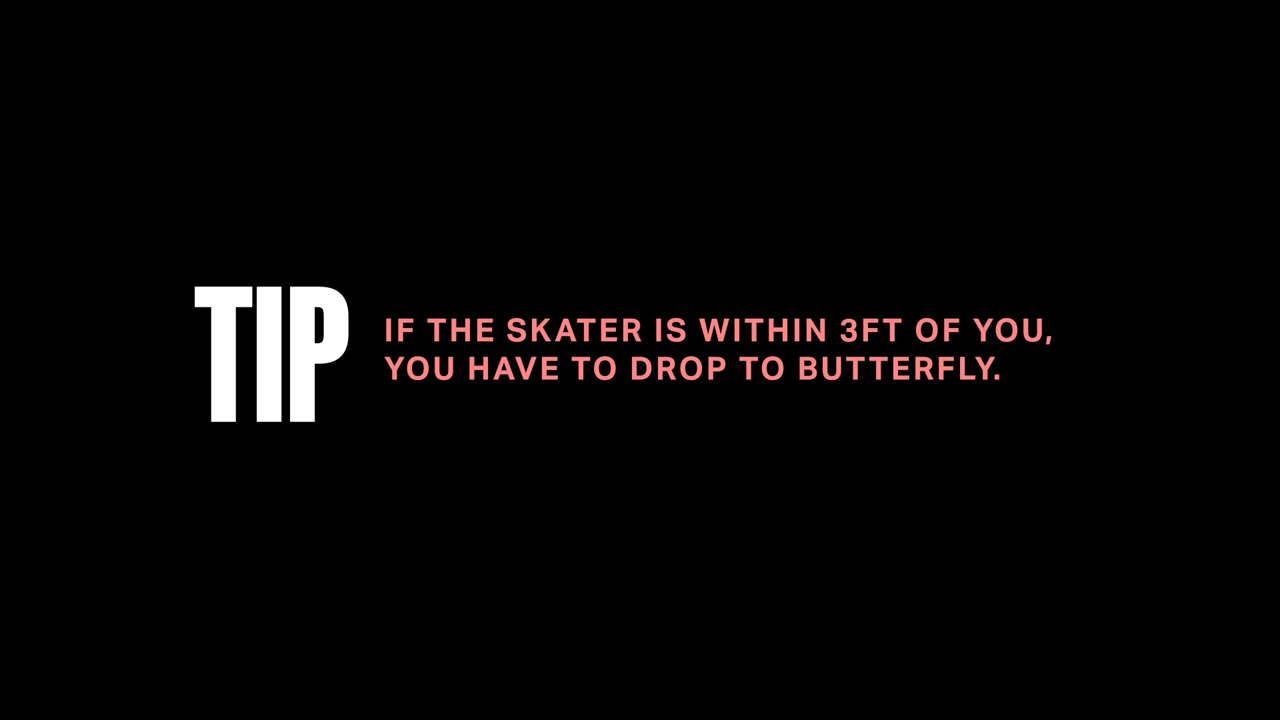 TIP
IF THE SKATER IS WITHIN 3FT OF YOU,
YOU HAVE TO DROP TO BUTTERFLY.